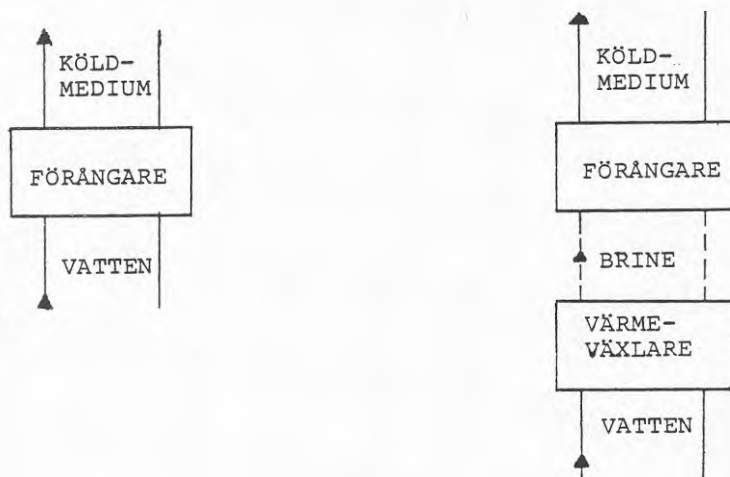 KÖLD-
MEDIUM
FÖRÅNGARE
VATTEN
KÖLD-
MEDIUM
FÖRÅNGARE
BRINE
VÄRME-
VÄXLARE
VATTEN